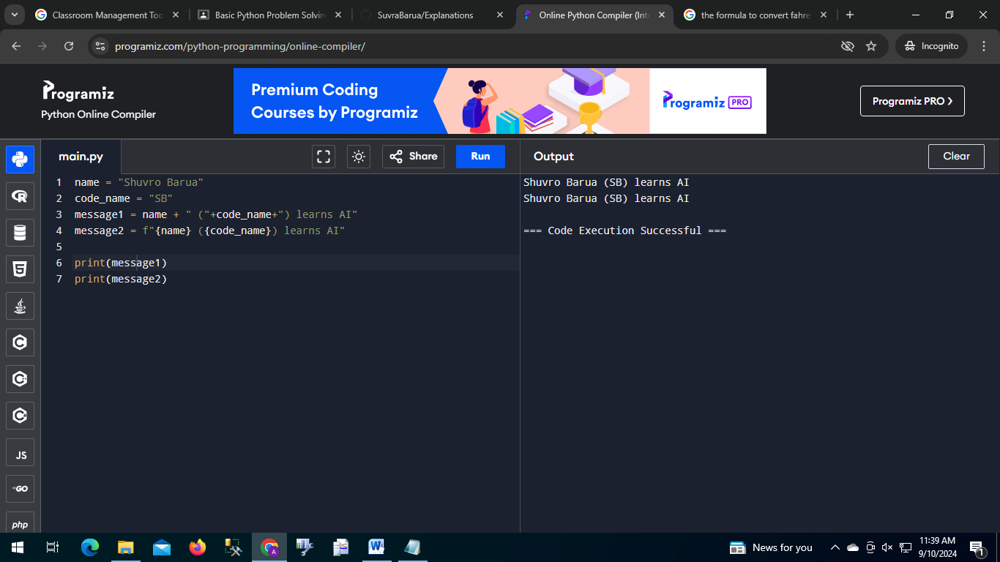 Classroom Management Too
Basic Python Problem Solvin
SuvraBarua/Explanations
Online Python Compiler (Int
the formula to convert fahre
programiz.com/python-programming/online-compiler/
Incognito
Programiz
Python Online Compiler
Premium Coding
Courses by Programiz
Programiz PRO
Programiz PRO
main.py
Share
Run
Output
Clear
1 name = "Shuvro Barua"
2 code_name = "SB"
3 message1 = name + " ("+code_name+") learns AI"
4 message2 = f"{name} ({code_name}) learns AI"
5
6 print(message1)
7 print(message2)
Shuvro Barua (SB) learns AI
Shuvro Barua (SB) learns AI
=== Code Execution Successful ===
R
5
C
C
C
JS
GO
php
News for you
11:39 AM
9/10/2024
1